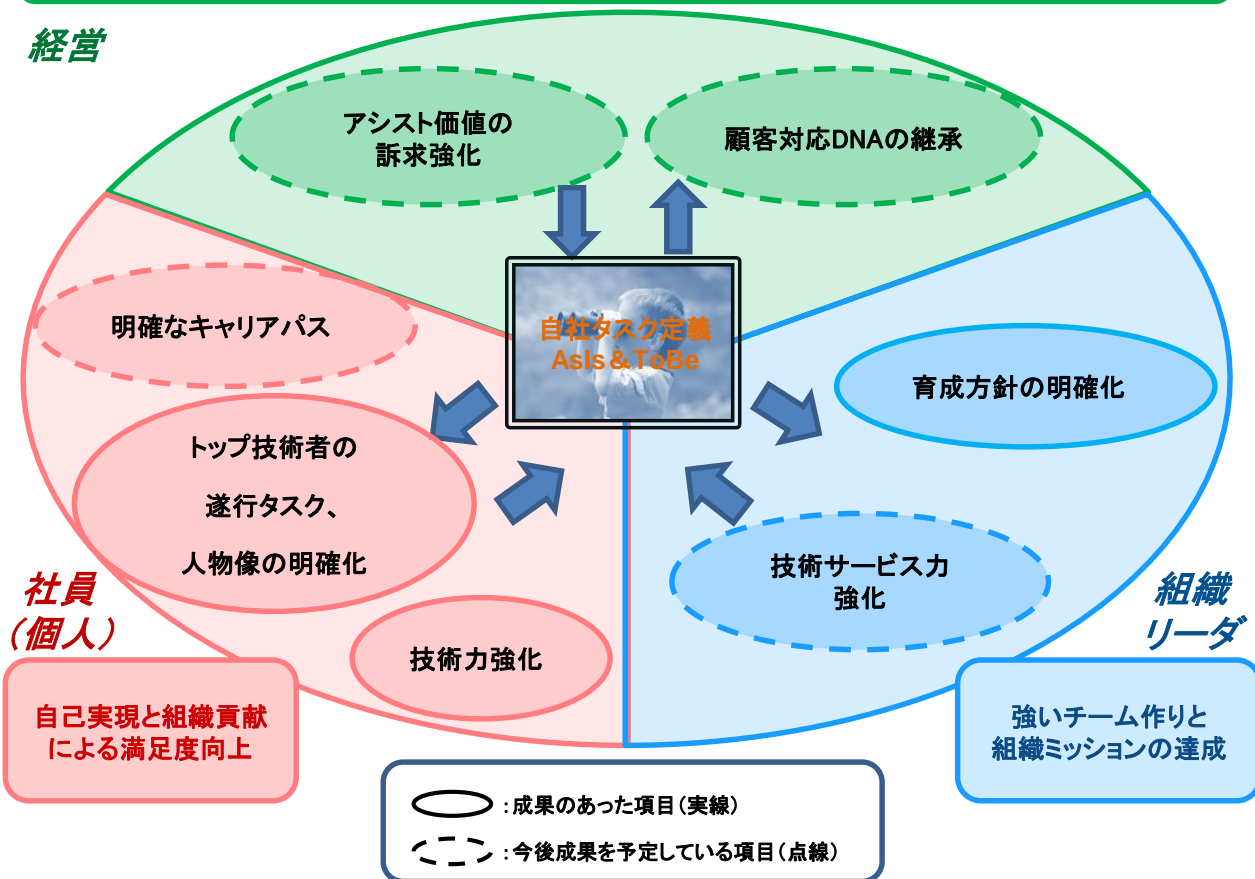 経営
アシスト価値の
訴求強化
顧客対応DNAの継承
明確なキャリアパス
自社タスク定義
AsIs＆ToBe
育成方針の明確化
トップ技術者の
遂行タスク、
人物像の明確化
技術サービス力
強化
技術力強化
社員
（個人）
組織
リーダ
自己実現と組織貢献
による満足度向上
強いチーム作りと
組織ミッションの達成
：成果のあった項目（実線）
：今後成果を予定している項目（点線）